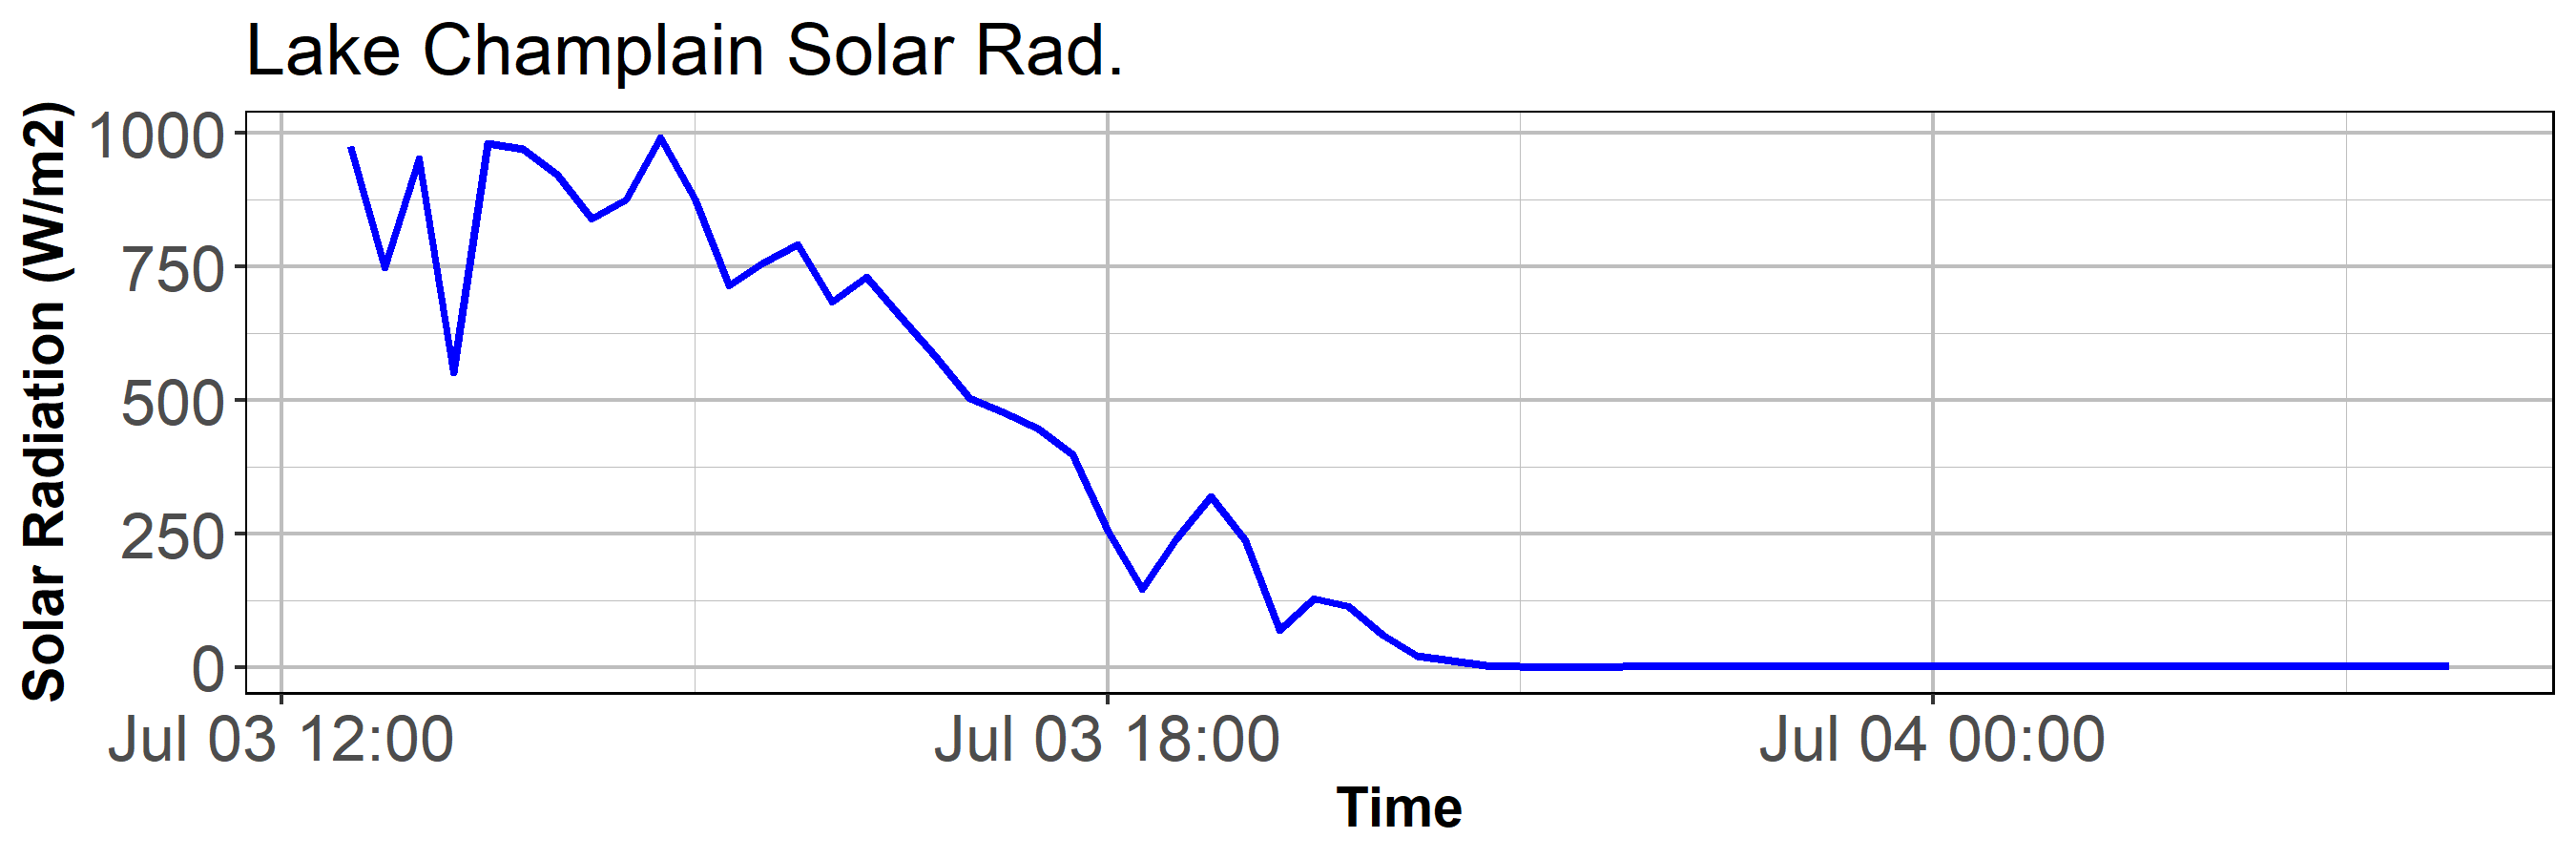 Lake Champlain Solar Rad.
Solar Radiation (W/m2)
1000
750
500
250
0
Jul 03 12:00
Jul 03 18:00
Jul 04 00:00
Time